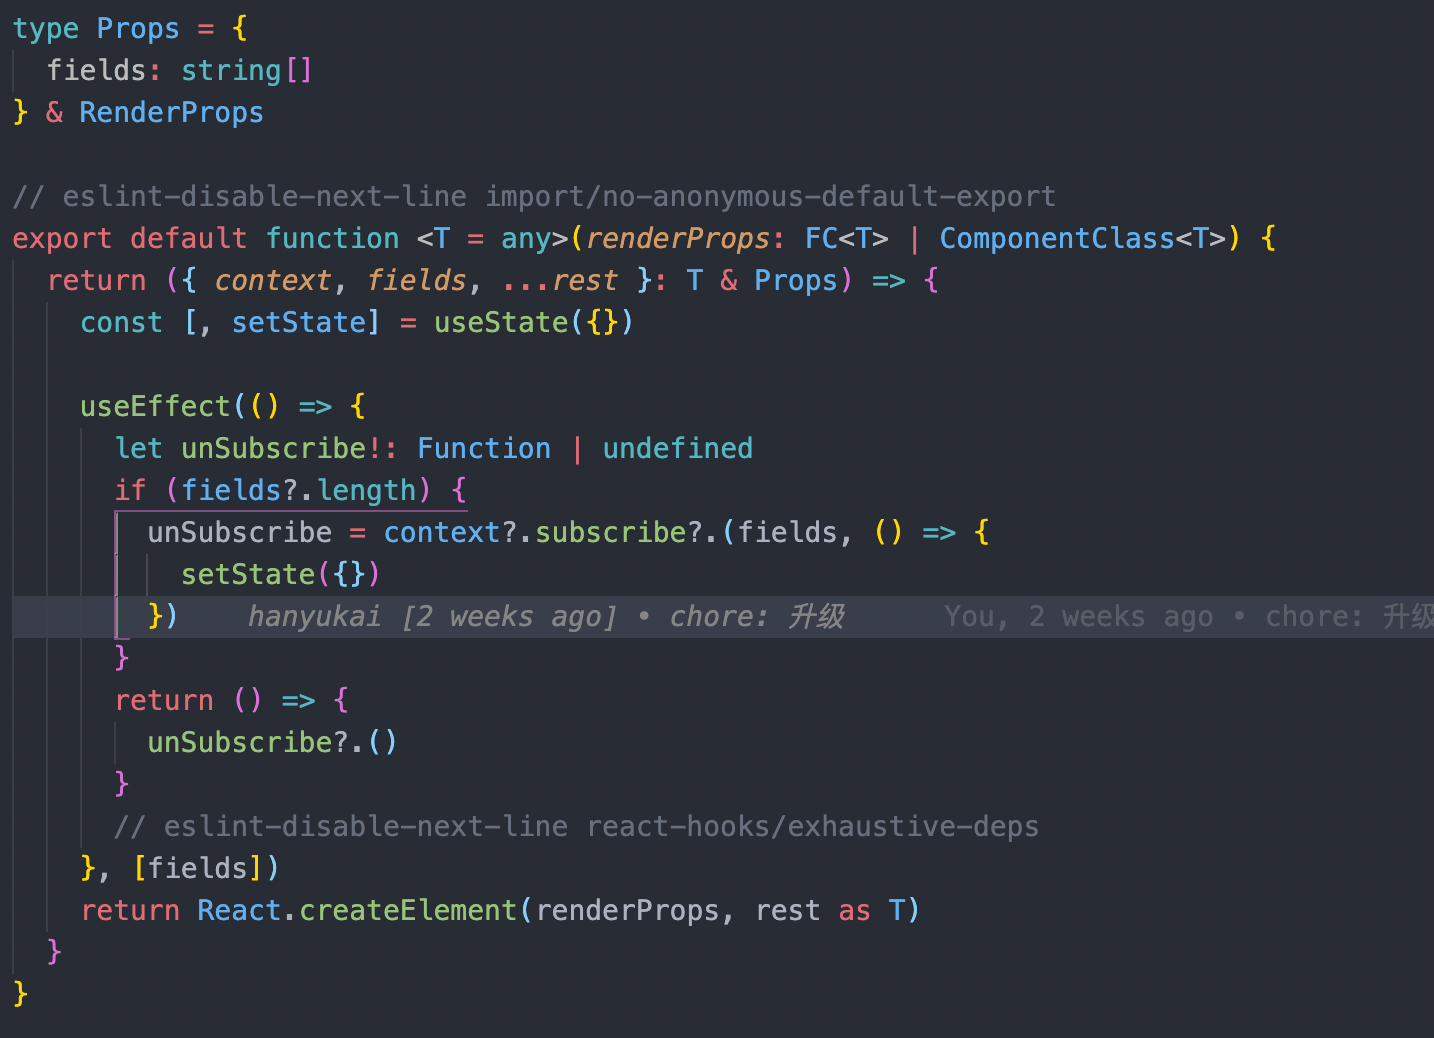 type Props = {
  fields: string[]
} & RenderProps

// eslint-disable-next-line import/no-anonymous-default-export
export default function <T = any>(renderProps: FC<T> | ComponentClass<T>) {
  return ({ context, fields, ...rest }: T & Props) => {
    const [, setState] = useState({})

    useEffect(() => {
      let unSubscribe!: Function | undefined
      if (fields?.length) {
        unSubscribe = context?.subscribe?.(fields, () => {
          setState({})
        })    hanyukai [2 weeks ago] • chore: 升级    You, 2 weeks ago • chore: 升级
      }
      return () => {
        unSubscribe?.()
      }
      // eslint-disable-next-line react-hooks/exhaustive-deps
    }, [fields])
    return React.createElement(renderProps, rest as T)
  }
}